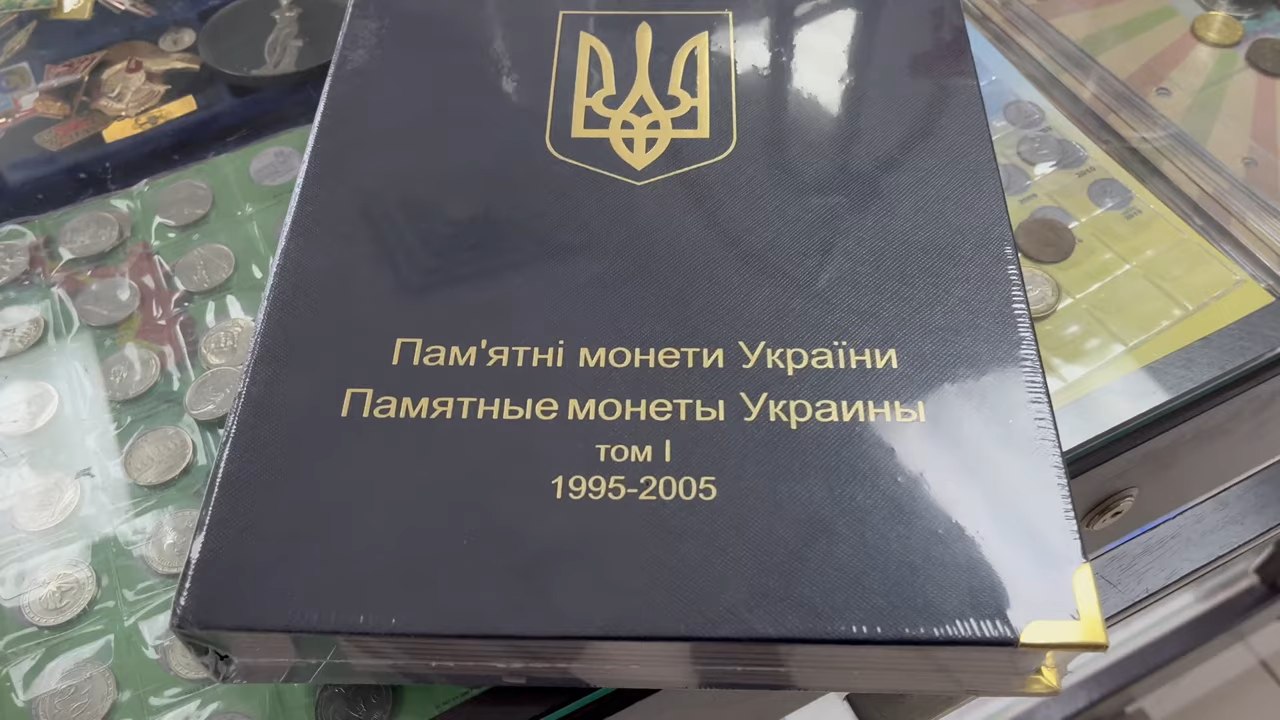 Пам'ятні монети України
Памятные монеты Украины
том I
1995-2005